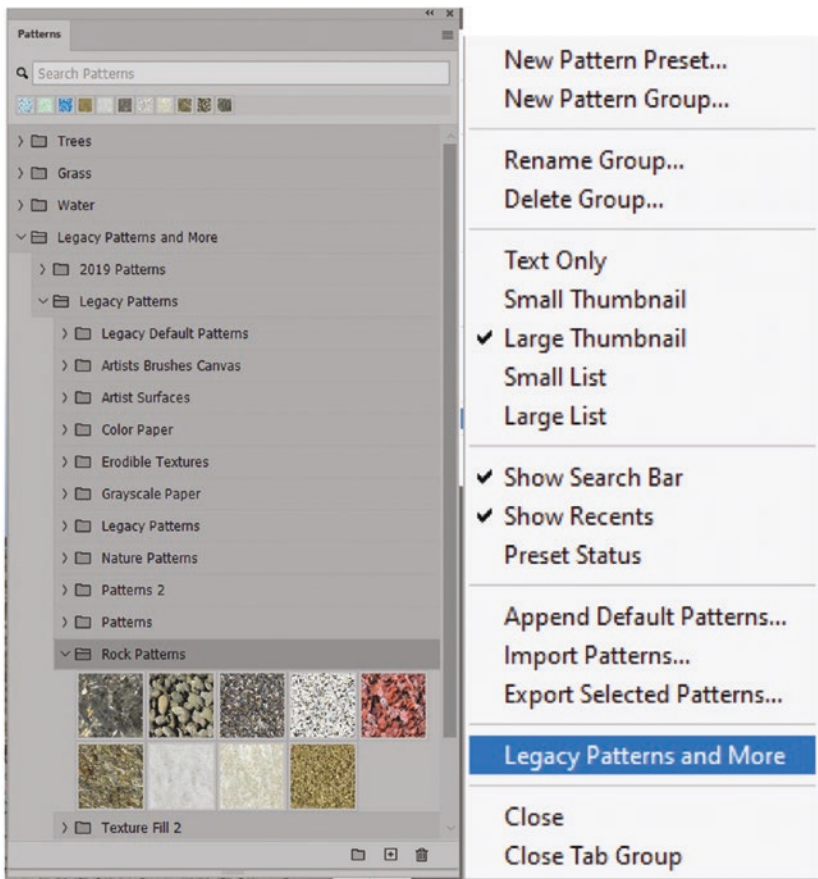 Patterns
Search Patterns
Trees
Grass
Water
Legacy Patterns and More
2019 Patterns
Legacy Patterns
Legacy Default Patterns
Artists Brushes Canvas
Artist Surfaces
Color Paper
Erodible Textures
Grayscale Paper
Legacy Patterns
Nature Patterns
Patterns 2
Patterns
Rock Patterns
Texture Fill 2
New Pattern Preset...
New Pattern Group...
Rename Group...
Delete Group...
Text Only
Small Thumbnail
Large Thumbnail
Small List
Large List
Show Search Bar
Show Recents
Preset Status
Append Default Patterns...
Import Patterns...
Export Selected Patterns...
Legacy Patterns and More
Close
Close Tab Group